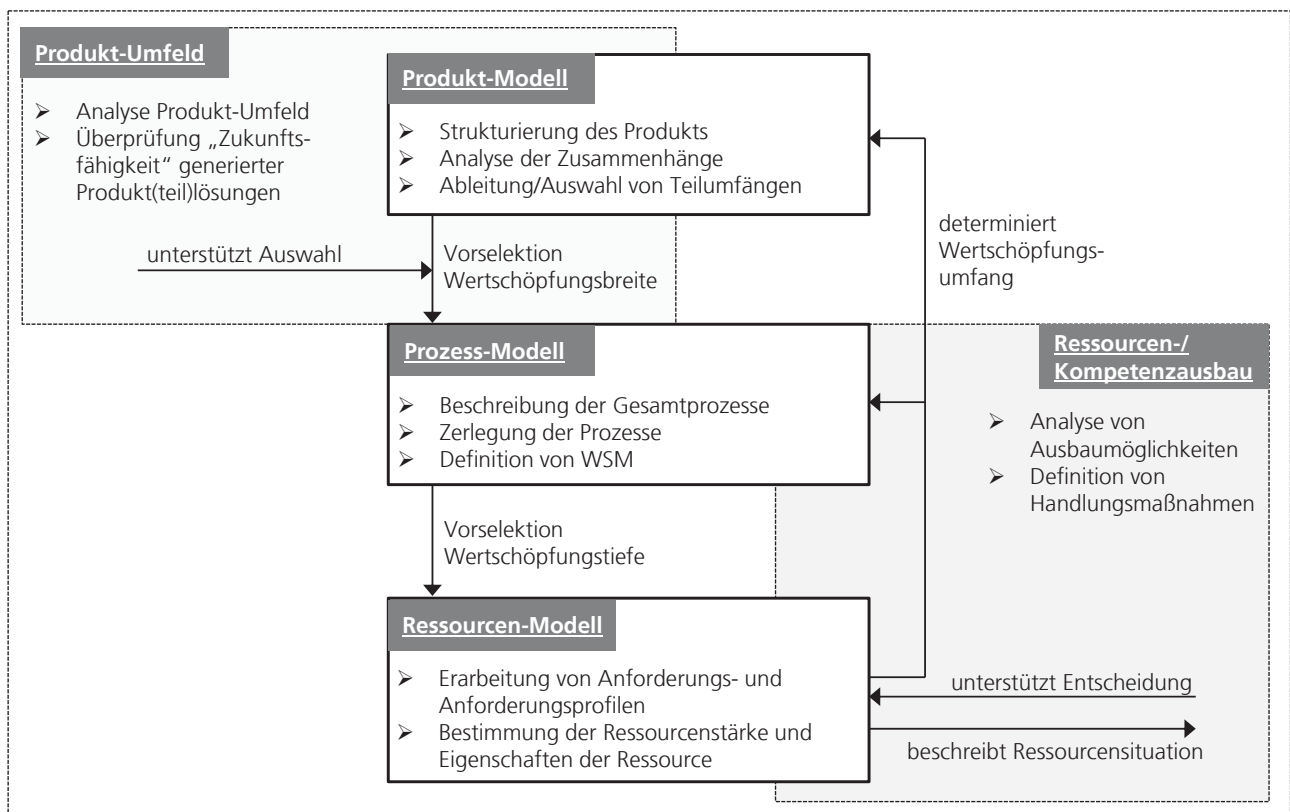 Produkt-Umfeld
➢ Analyse Produkt-Umfeld
➢ Überprüfung „Zukunfts-
fähigkeit“ generierter
Produkt(teil)lösungen
Produkt-Modell
➢ Strukturierung des Produkts
➢ Analyse der Zusammenhänge
➢ Ableitung/Auswahl von Teilumfängen
unterstützt Auswahl
Vorselektion
Wertschöpfungsbreite
determiniert
Wertschöpfungs-
umfang
Prozess-Modell
➢ Beschreibung der Gesamtprozesse
➢ Zerlegung der Prozesse
➢ Definition von WSM
Ressourcen-/
Kompetenzausbau
➢ Analyse von
Ausbaumöglichkeiten
➢ Definition von
Handlungsmaßnahmen
Vorselektion
Wertschöpfungstiefe
Ressourcen-Modell
➢ Erarbeitung von Anforderungs- und
Anforderungsprofilen
➢ Bestimmung der Ressourcenstärke und
Eigenschaften der Ressource
unterstützt Entscheidung
beschreibt Ressourcensituation